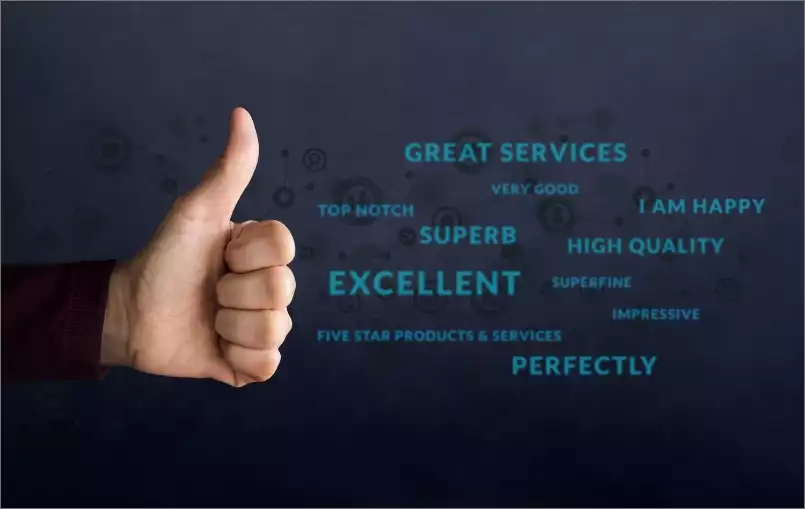 GREAT SERVICES
VERY GOOD
TOP NOTCH
I AM HAPPY
SUPERB
HIGH QUALITY
EXCELLENT
SUPERFINE
IMPRESSIVE
FIVE STAR PRODUCTS & SERVICES
PERFECTLY